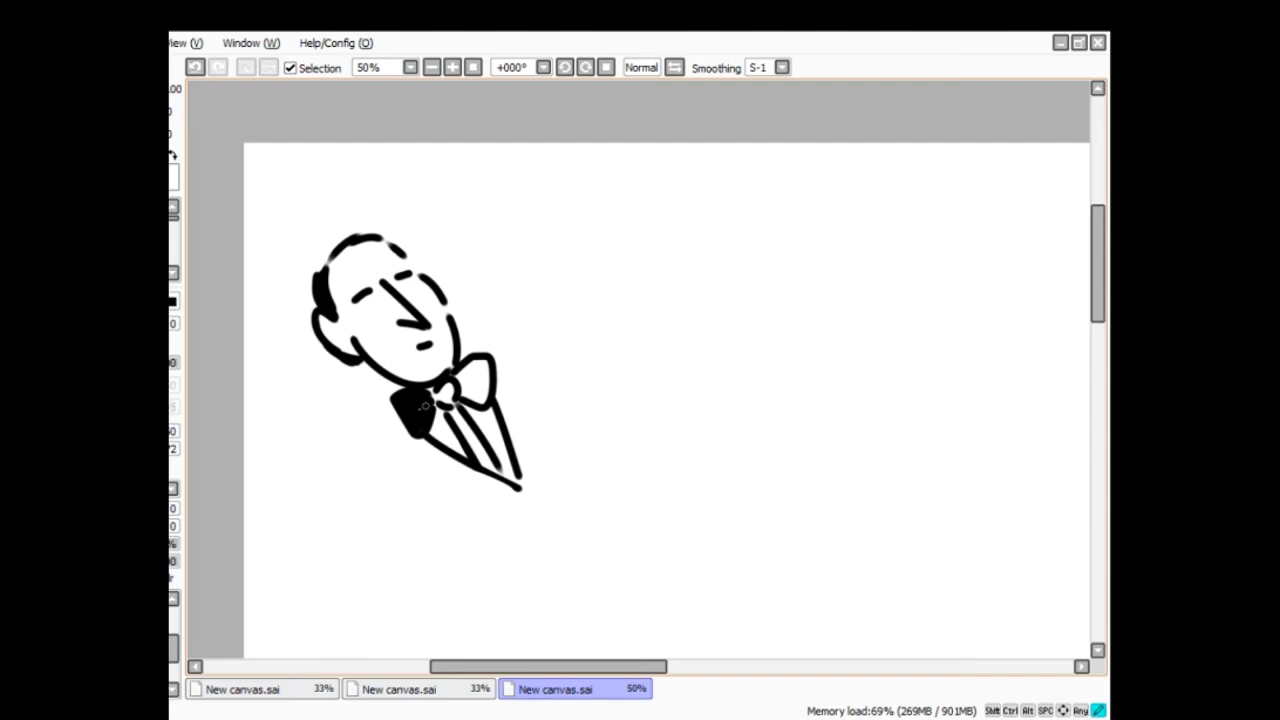 View (V) Window (W) Help/Config (O)
Selection 50% +000° Normal Smoothing S-1
New canvas.sai 33% New canvas.sai 33% New canvas.sai 50%
Memory load:69% (269MB / 901MB) Shift Ctrl Alt SPC Any